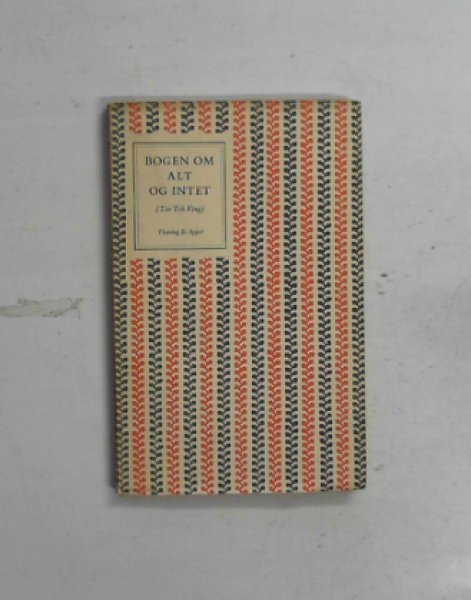 BOGEN OM
ALT
OG INTET
(Tao Teh King)
Thaning & Appel